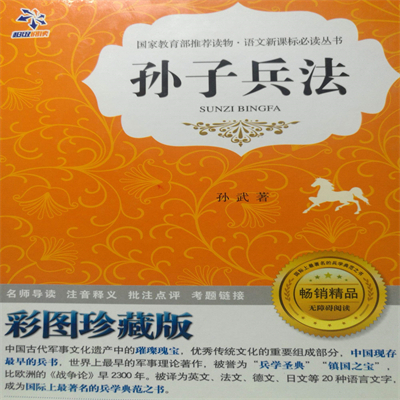 国家教育部推荐读物·语文新课标必读丛书
孙子兵法
SUNZI BINGFA
孙武 著
畅销精品
无障碍阅读
名师导读 注音释义 批注点评 考题链接
彩图珍藏版
中国古代军事文化遗产中的璀璨瑰宝，优秀传统文化的重要组成部分，中国现存
最早的兵书，世界上最早的军事理论著作，被誉为“兵学圣典”“镇国之宝”，
比欧洲的《战争论》早2300年。被译为英文、法文、德文、日文等20种语言文字，
成为国际上最著名的兵学典范之书。